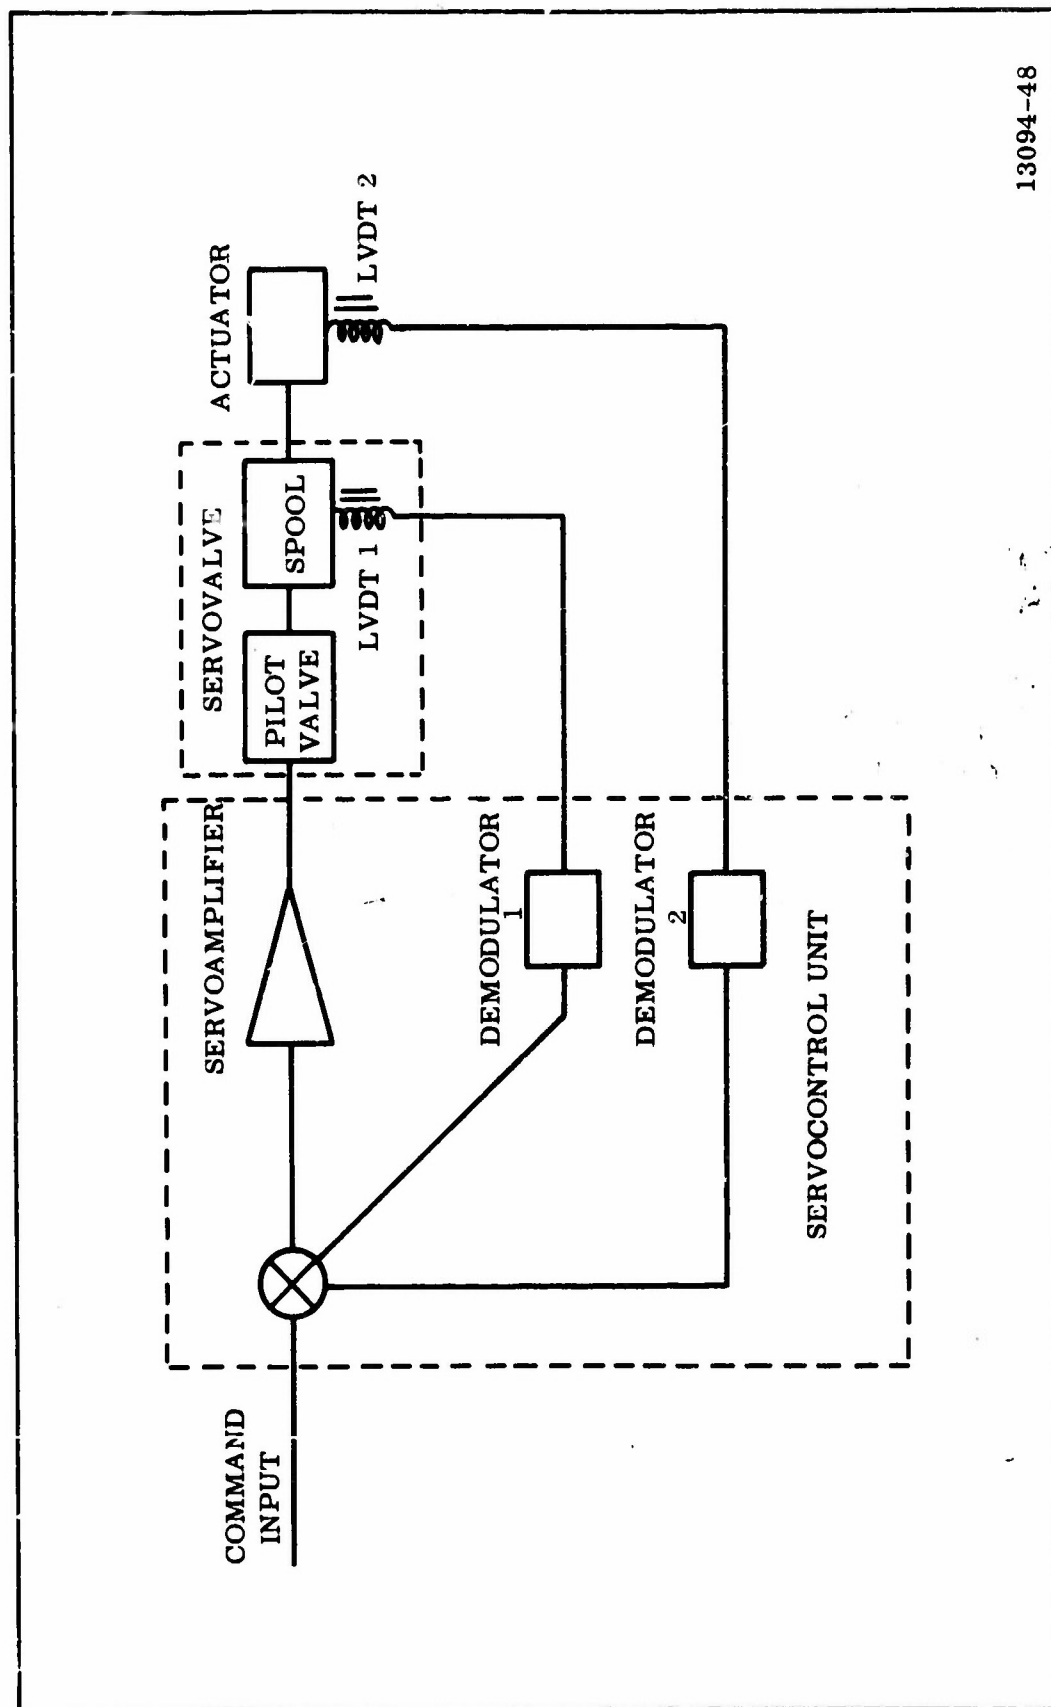 COMMAND
INPUT
SERVOAMPLIFIER
SERVOVALVE
PILOT
VALVE
SPOOL
LVDT 1
ACTUATOR
LVDT 2
DEMODULATOR
1
DEMODULATOR
2
SERVOCONTROL UNIT
13094-48